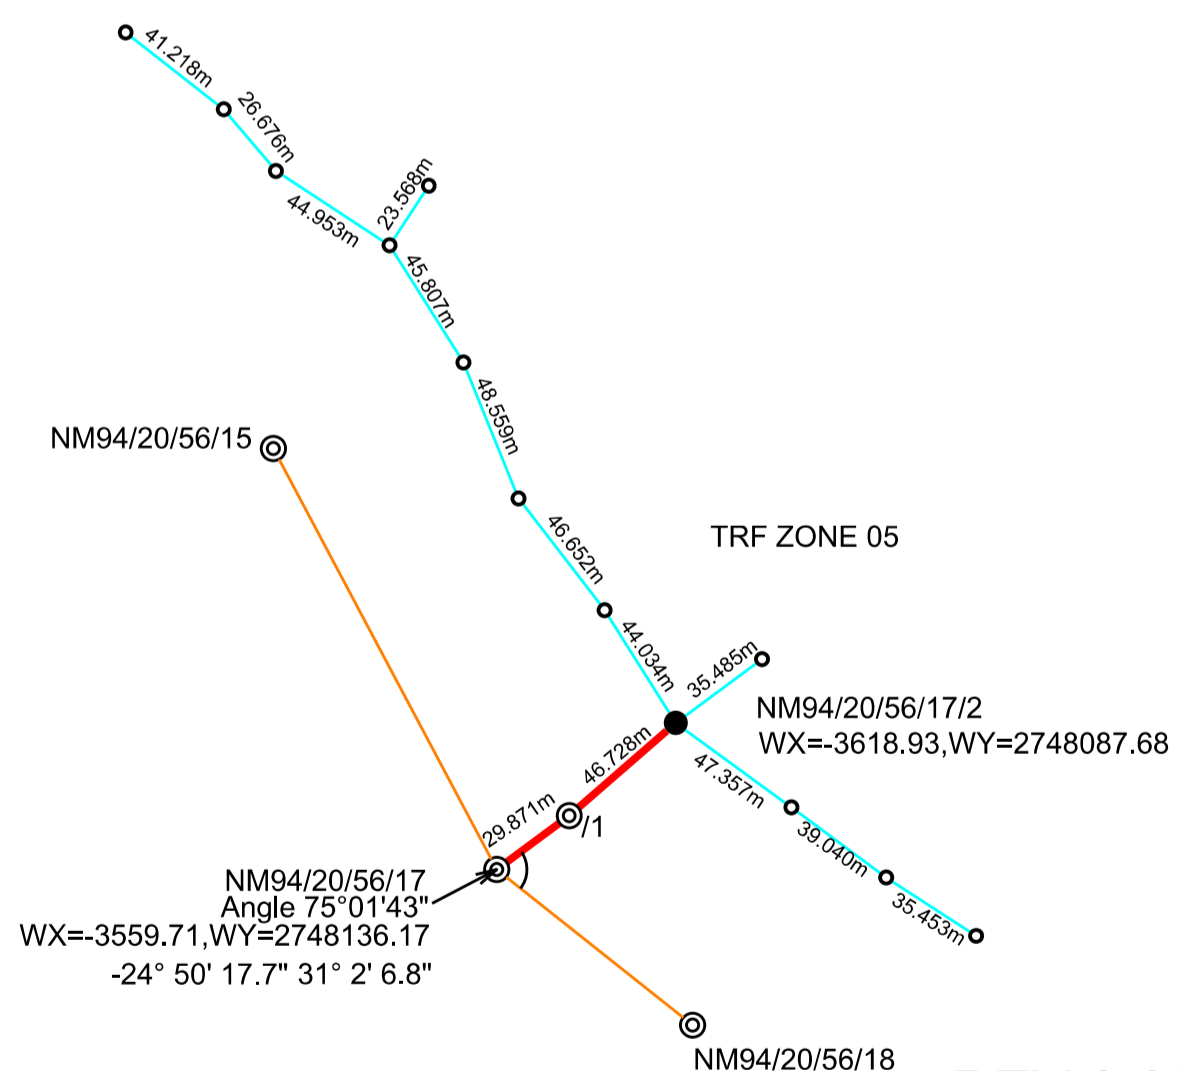 41.218m
26.676m
44.953m
23.568m
45.807m
48.559m
NM94/20/56/15
46.652m
TRF ZONE 05
44.034m
35.485m
NM94/20/56/17/2
WX=-3618.93,WY=2748087.68
46.728m
47.357m
29.871m
/1
39.040m
NM94/20/56/17
Angle 75°01'43"
35.453m
WX=-3559.71,WY=2748136.17
-24° 50' 17.7" 31° 2' 6.8"
NM94/20/56/18